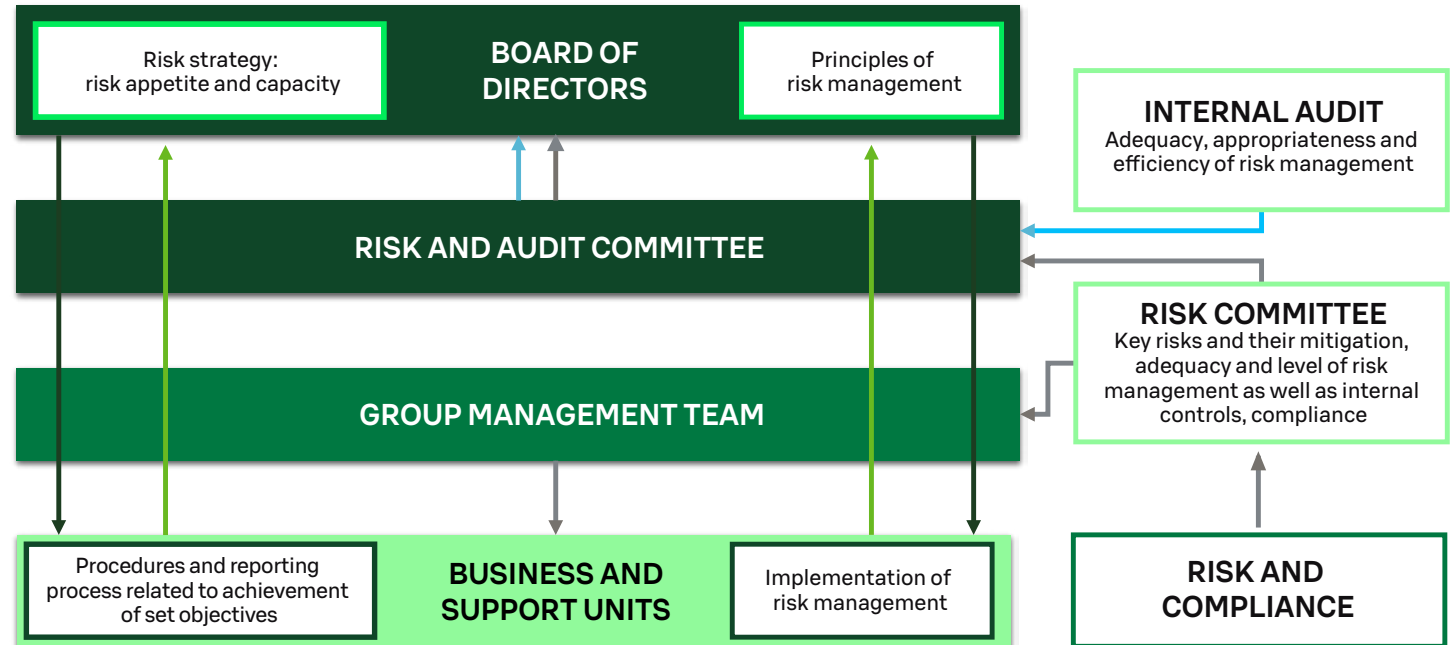 Risk strategy:
risk appetite and capacity
BOARD OF
DIRECTORS
Principles of
risk management
INTERNAL AUDIT
Adequacy, appropriateness and
efficiency of risk management
RISK AND AUDIT COMMITTEE
RISK COMMITTEE
Key risks and their mitigation,
adequacy and level of risk
management as well as internal
controls, compliance
GROUP MANAGEMENT TEAM
Procedures and reporting
process related to achievement
of set objectives
BUSINESS AND
SUPPORT UNITS
Implementation of
risk management
RISK AND
COMPLIANCE